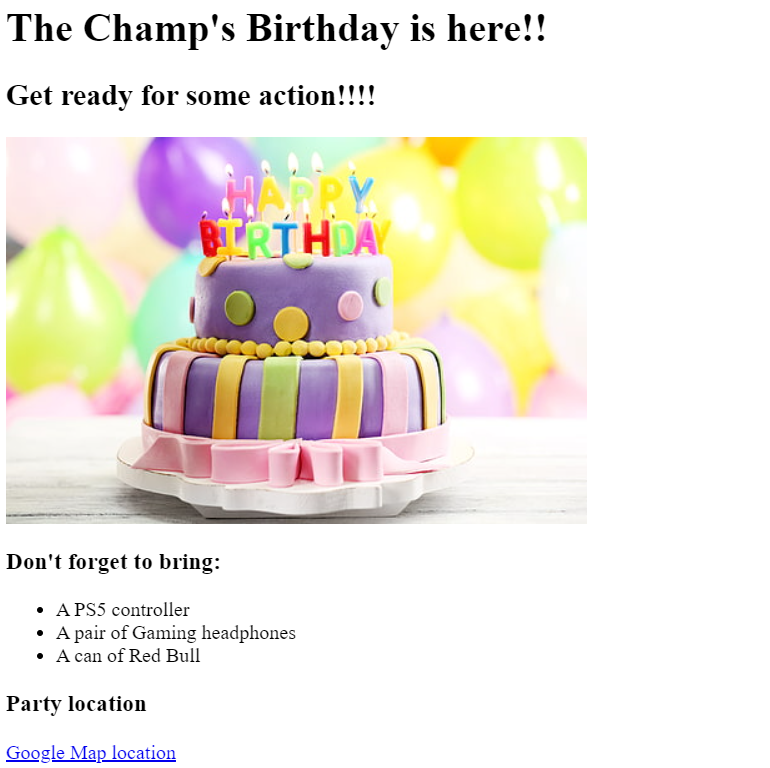 The Champ's Birthday is here!!
Get ready for some action!!!!
HAPPY
BIRTHDAY
Don't forget to bring:
A PS5 controller
A pair of Gaming headphones
A can of Red Bull
Party location
Google Map location